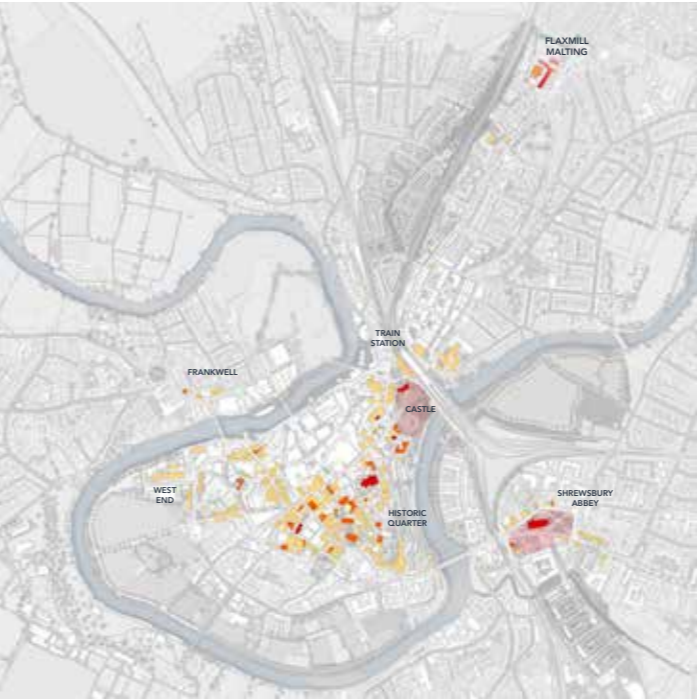 FLAXMILL
MALTING
TRAIN
STATION
FRANKWELL
CASTLE
WEST
END
SHREWSBURY
ABBEY
HISTORIC
QUARTER